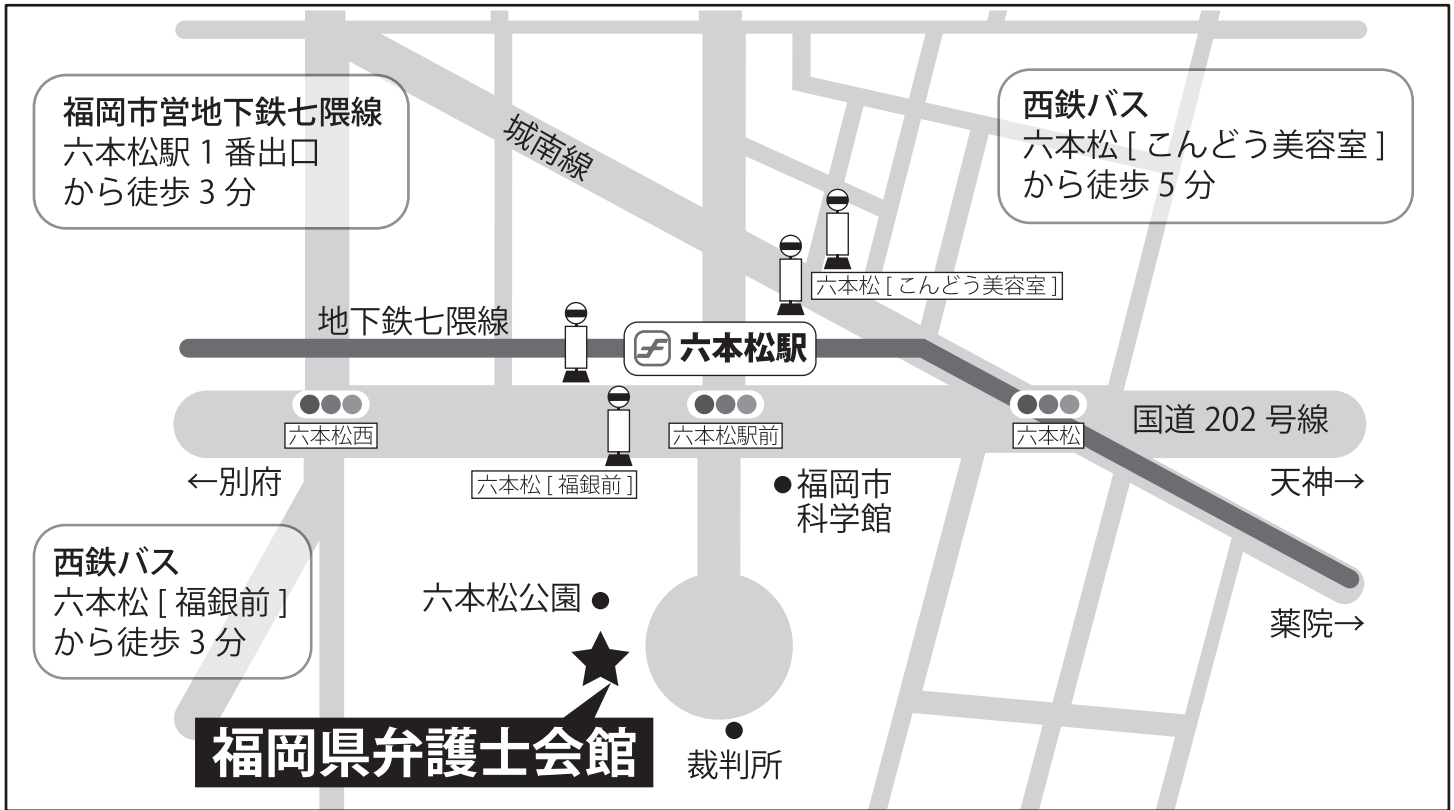 福岡市営地下鉄七隈線
六本松駅 1 番出口
から徒歩 3 分
城南線
西鉄バス
六本松 [ こんどう美容室 ]
から徒歩 5 分
六本松 [ こんどう美容室 ]
地下鉄七隈線
六本松駅
六本松西
六本松駅前
六本松
国道 202 号線
←別府
六本松 [ 福銀前 ]
福岡市
科学館
天神→
西鉄バス
六本松 [ 福銀前 ]
から徒歩 3 分
六本松公園
薬院→
福岡県弁護士会館
裁判所